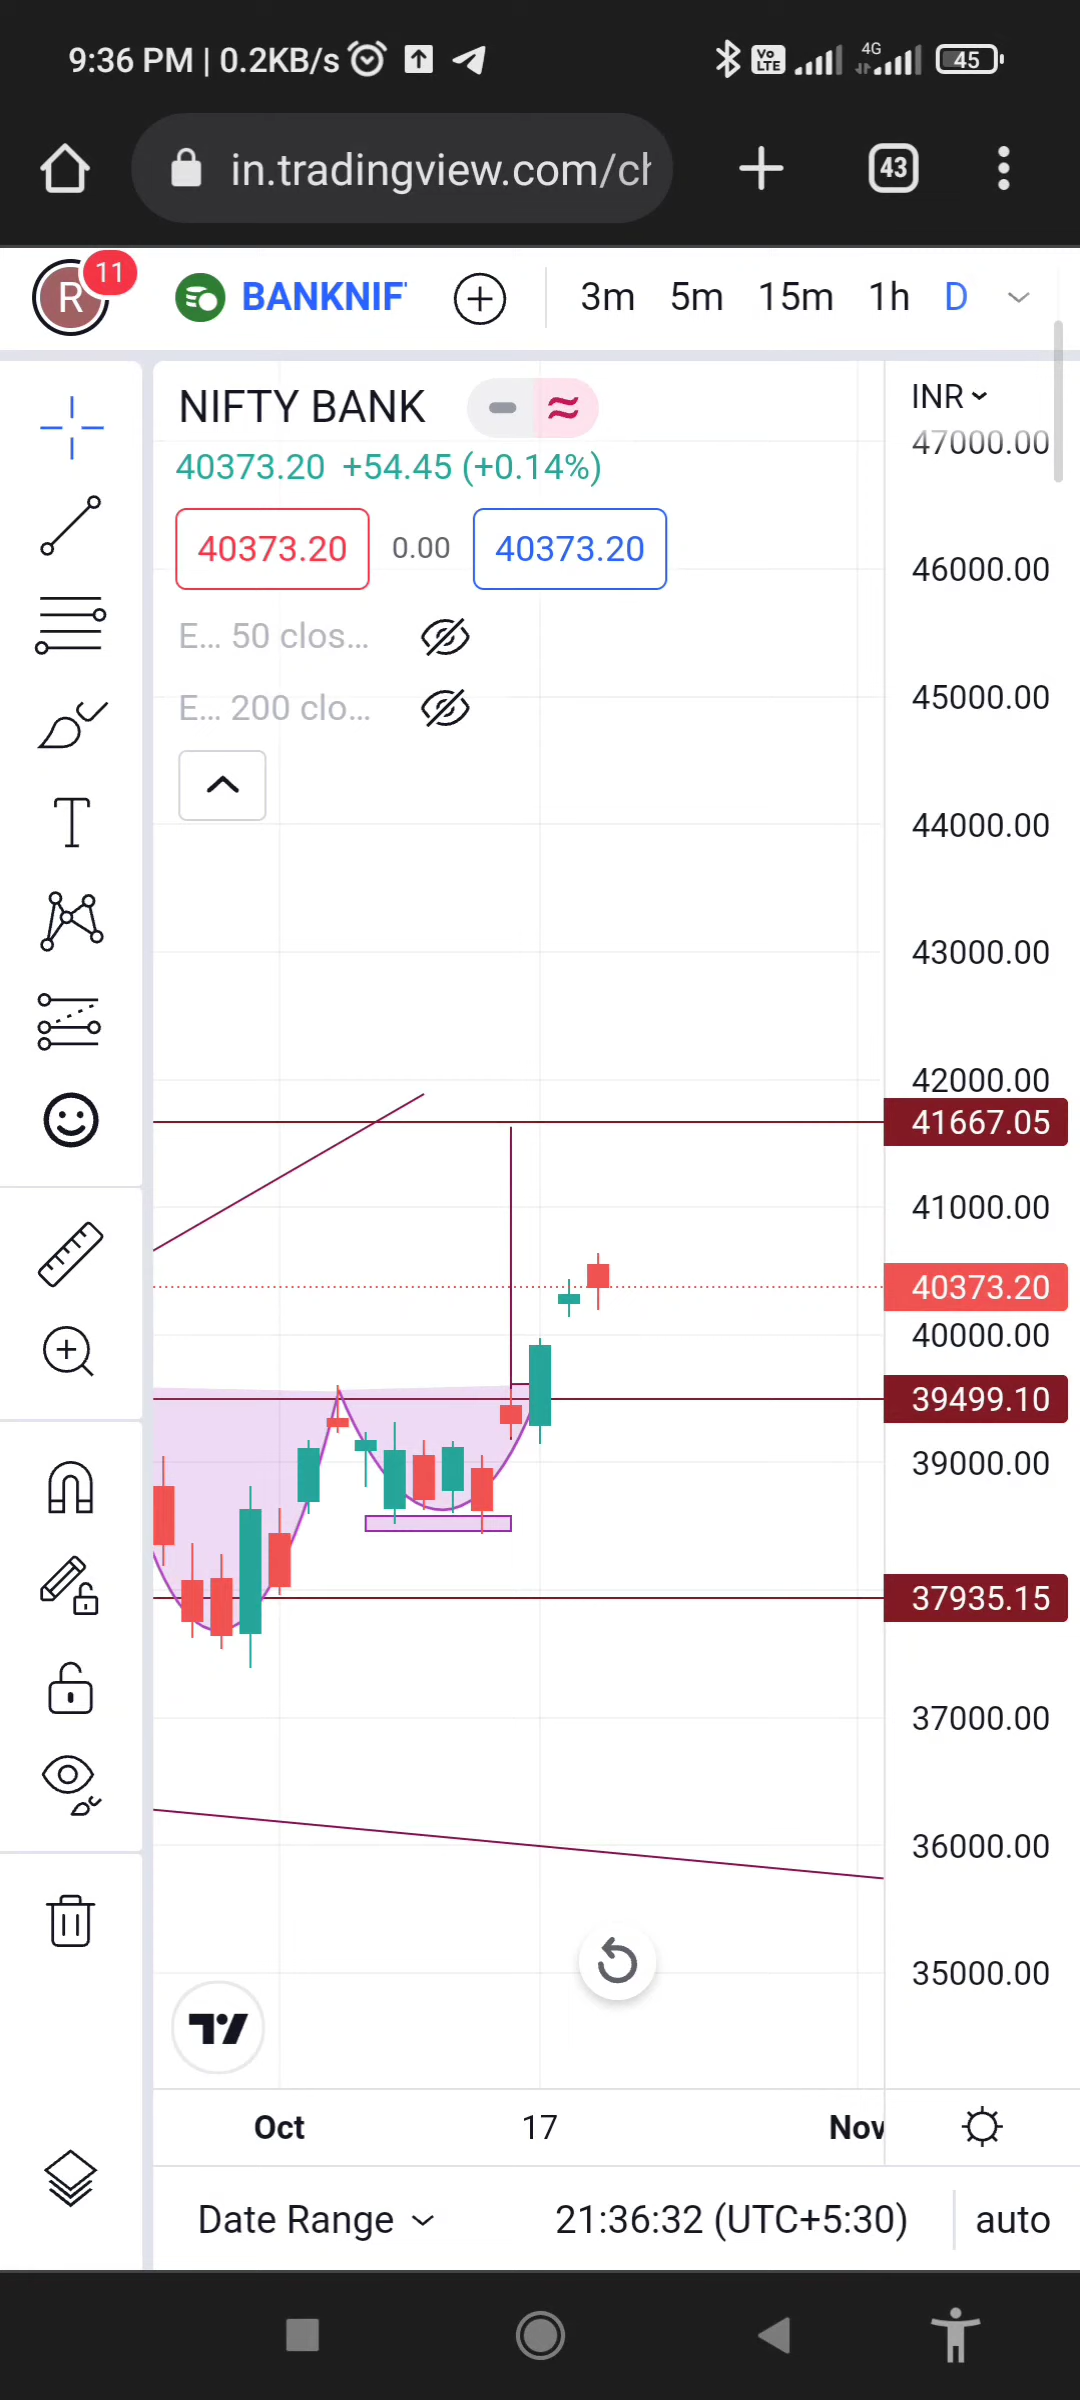 9:36 PM | 0.2KB/s
Vo LTE
4G
45
in.tradingview.com/ch
43
R
11
BANKNIF
3m 5m 15m 1h D
NIFTY BANK
INR
47000.00
40373.20 +54.45 (+0.14%)
40373.20 0.00 40373.20
46000.00
E... 50 clos...
45000.00
E... 200 clo...
44000.00
43000.00
42000.00
41667.05
41000.00
40373.20
40000.00
39499.10
39000.00
37935.15
37000.00
36000.00
35000.00
Oct 17 Nov
Date Range 21:36:32 (UTC+5:30) auto